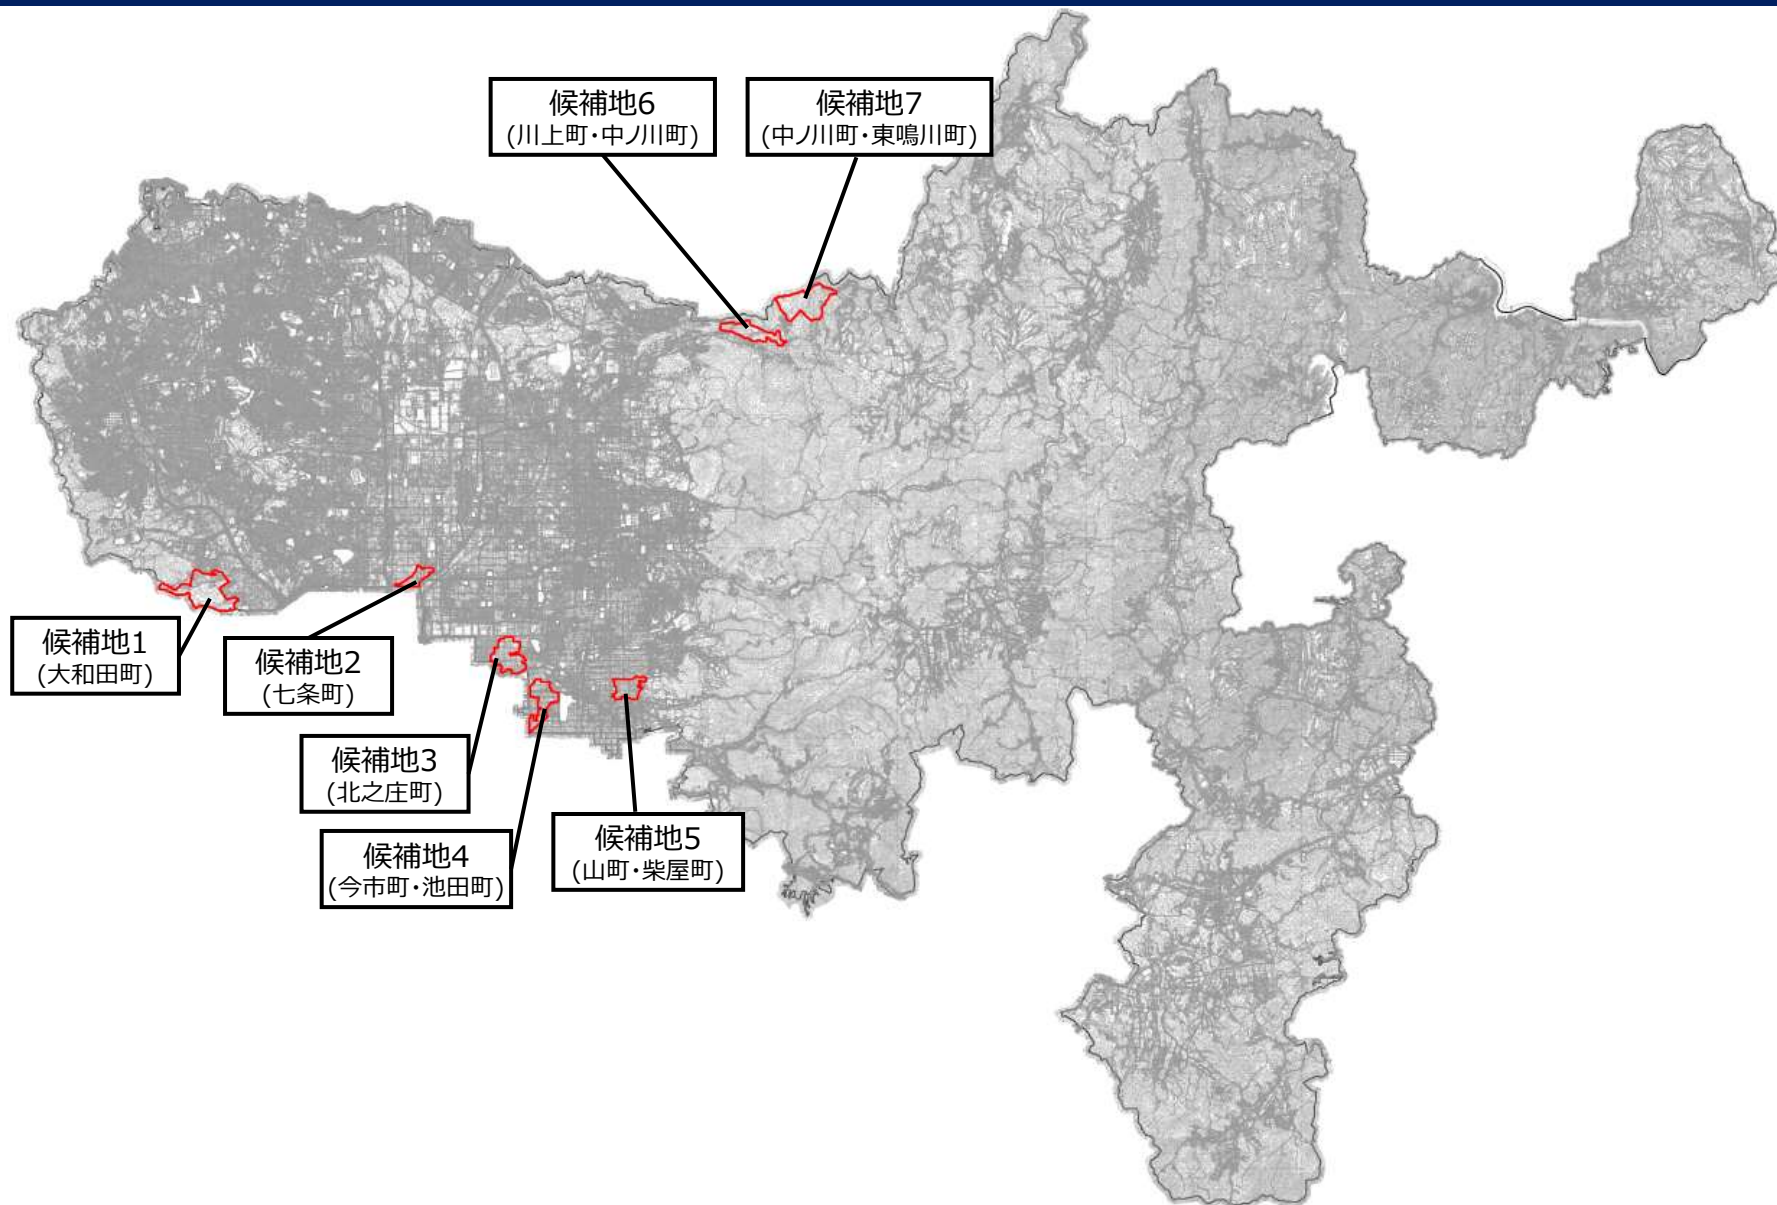 候補地6
(川上町・中ノ川町)
候補地7
(中ノ川町・東鳴川町)
候補地1
(大和田町)
候補地2
(七条町)
候補地3
(北之庄町)
候補地4
(今市町・池田町)
候補地5
(山町・柴屋町)